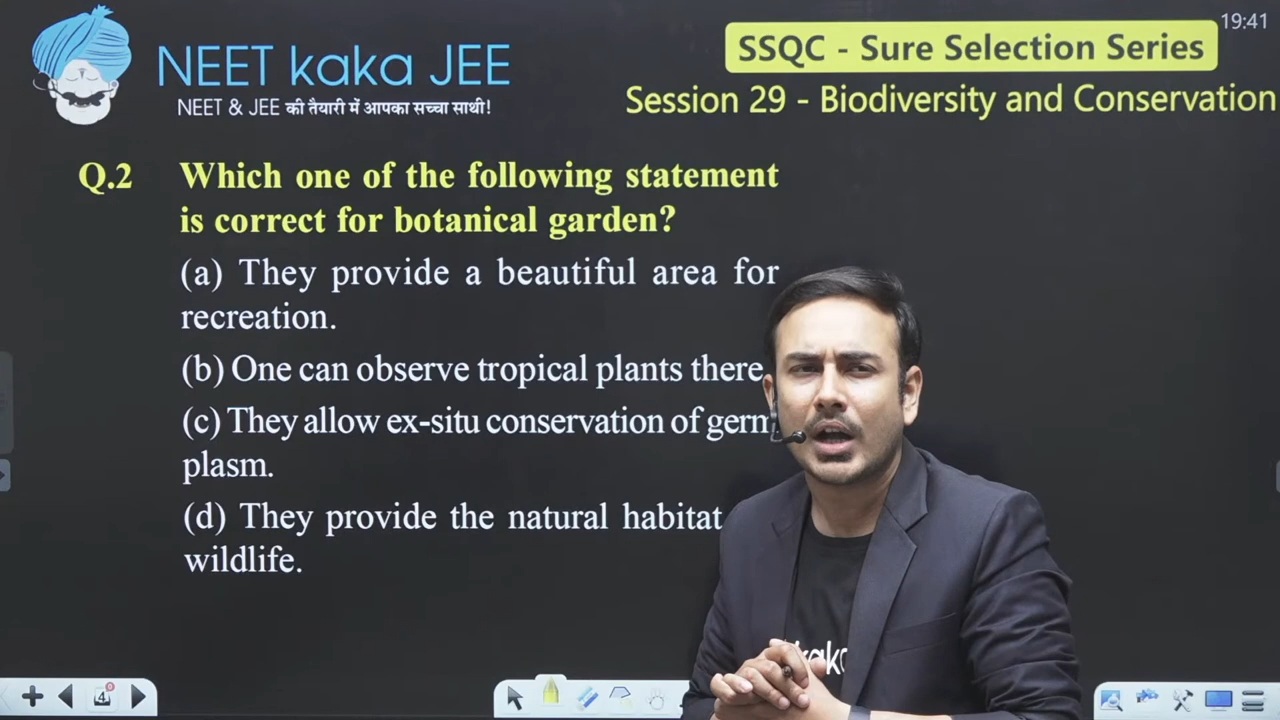 19:41
NEET kaka JEE
NEET & JEE की तैयारी में आपका सच्चा साथी!
SSQC - Sure Selection Series
Session 29 - Biodiversity and Conservation
Q.2 Which one of the following statement
is correct for botanical garden?
(a) They provide a beautiful area for
recreation.
(b) One can observe tropical plants there
(c) They allow ex-situ conservation of germ
plasm.
(d) They provide the natural habitat
wildlife.
4